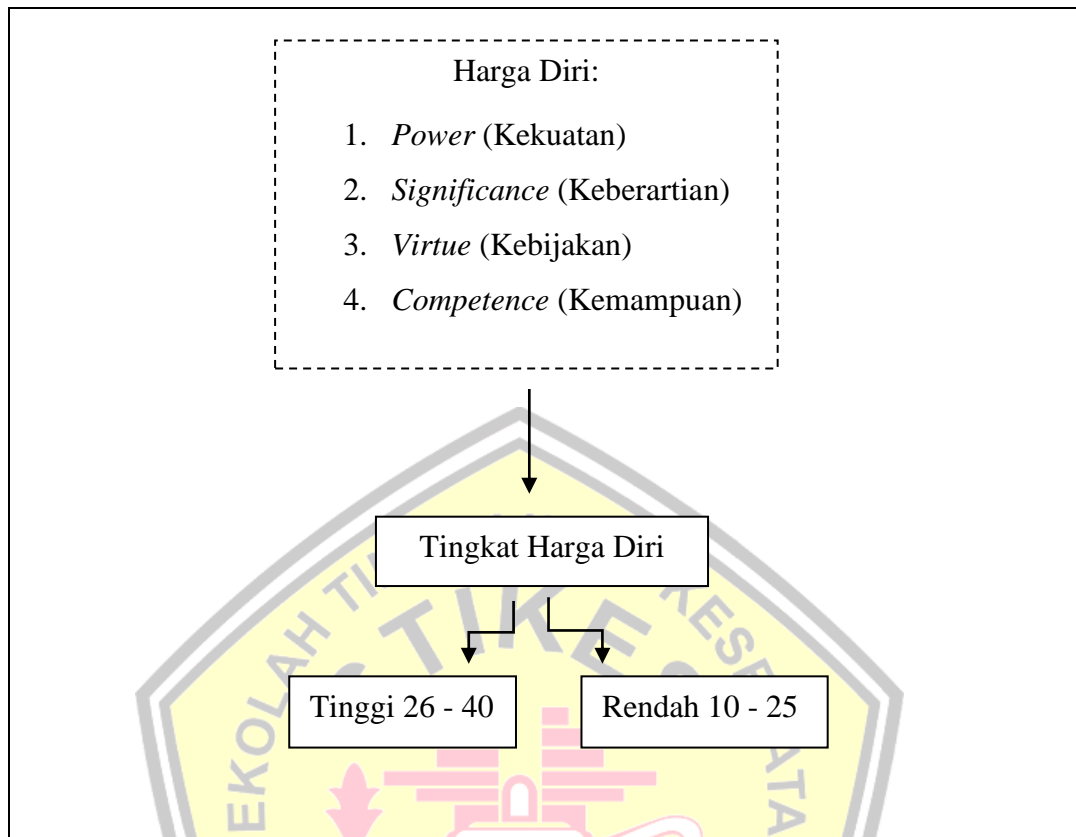 Harga Diri:
1. Power (Kekuatan)
2. Significance (Keberartian)
3. Virtue (Kebijakan)
4. Competence (Kemampuan)
Tingkat Harga Diri
Tinggi 26 - 40
Rendah 10 - 25